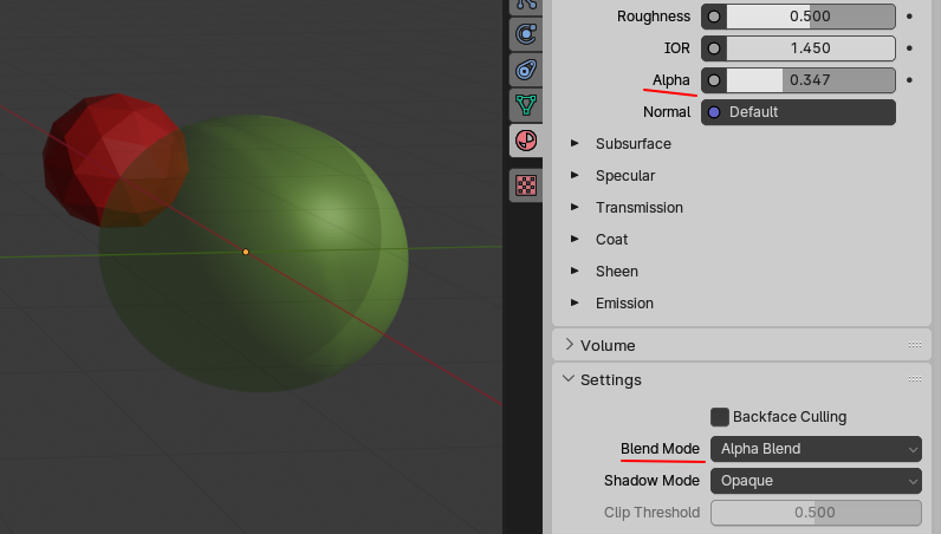 Roughness 0.500
IOR 1.450
Alpha 0.347
Normal Default
Subsurface
Specular
Transmission
Coat
Sheen
Emission
Volume
Settings
Backface Culling
Blend Mode Alpha Blend
Shadow Mode Opaque
Clip Threshold 0.500